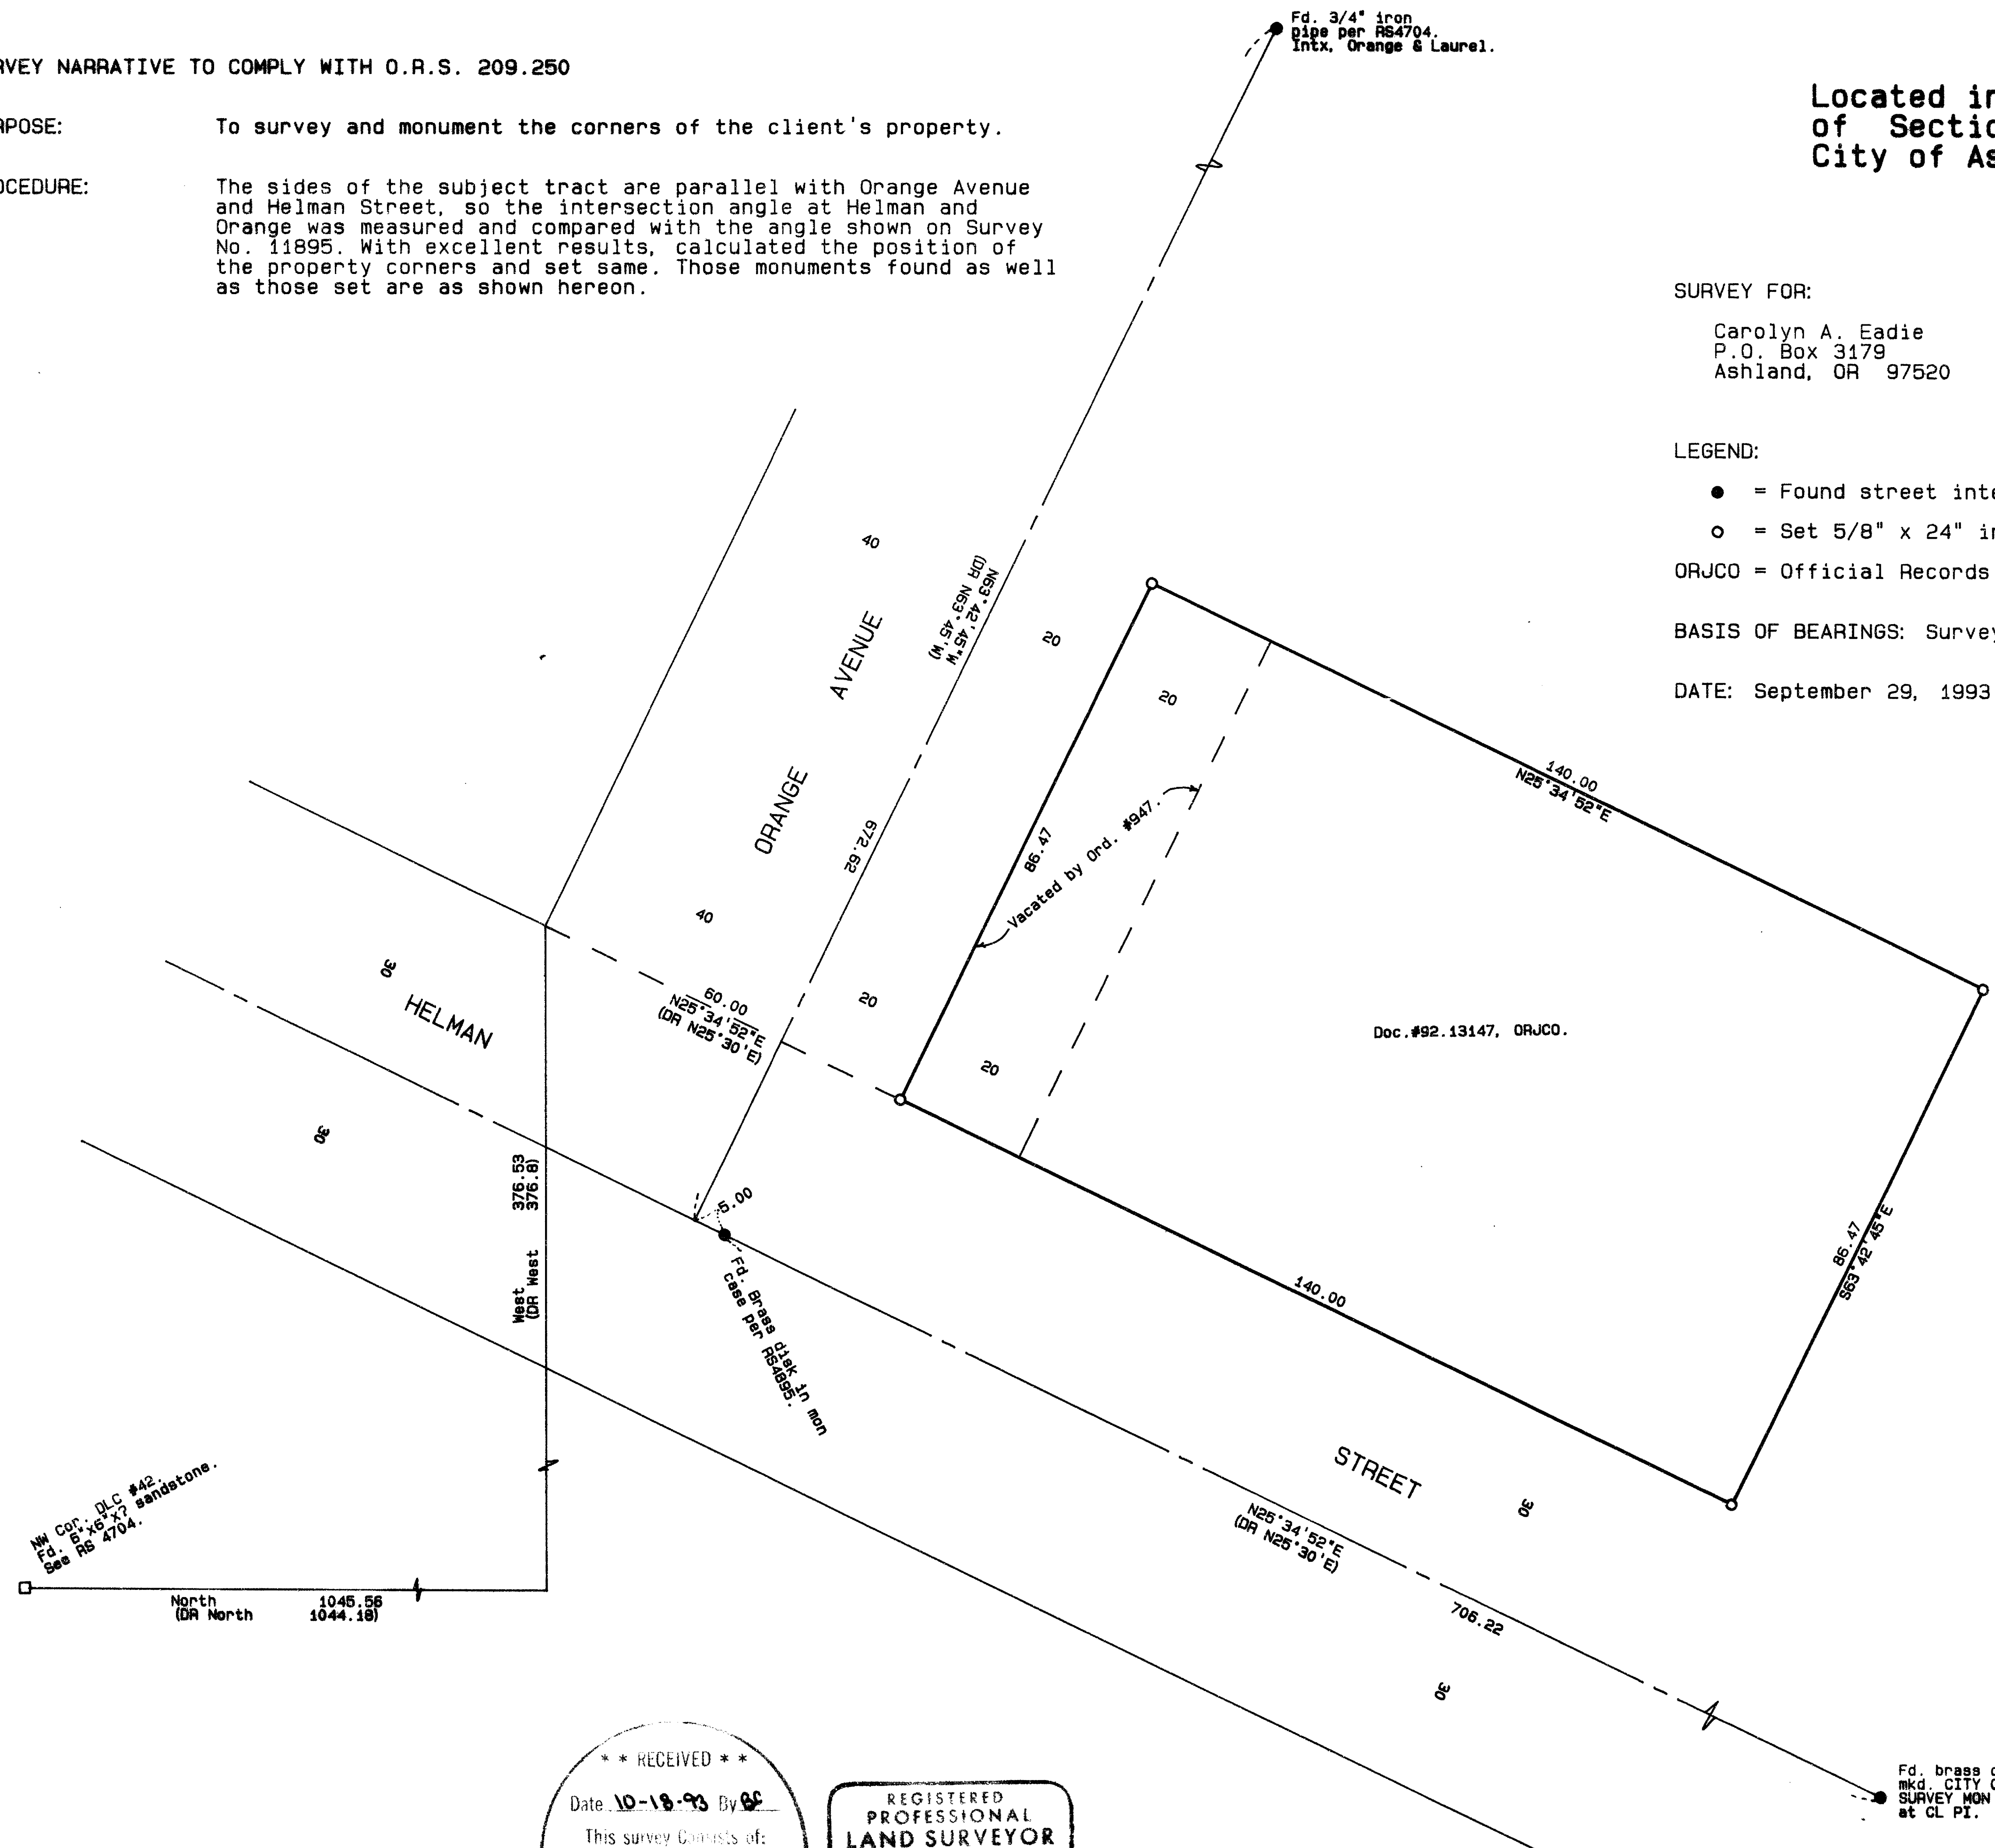 Fd. 3/4" iron
pipe per RS4704.
Intx, Orange & Laurel.
RVEY NARRATIVE TO COMPLY WITH O.R.S. 209.250
RPOSE: To survey and monument the corners of the client's property.
OCEDURE: The sides of the subject tract are parallel with Orange Avenue
and Helman Street, so the intersection angle at Helman and
Orange was measured and compared with the angle shown on Survey
No. 11895. With excellent results, calculated the position of
the property corners and set same. Those monuments found as well
as those set are as shown hereon.
Located in
of Sectio
City of As
SURVEY FOR:
Carolyn A. Eadie
P.O. Box 3179
Ashland, OR 97520
LEGEND:
● = Found street inte
o = Set 5/8" x 24" ir
ORJCO = Official Records
BASIS OF BEARINGS: Survey
DATE: September 29, 1993
40
N63°42'45"W
(DR N63°45'W)
20
AVENUE
20
140.00
N25°34'52"E
ORANGE
672.62
86.47
Vacated by Ord. #947.
40
30
HELMAN
60.00
N25°34'52"E
(DR N25°30'E)
20
20
Doc.#92.13147, ORJCO.
30
West 376.53
(DR West 376.8)
5.00
Fd. Brass disk in mon
case per RS4895.
140.00
86.47
S63°42'45"E
NW Cor. DLC #42.
Fd. 6"x6"x? sandstone.
See RS 4704.
North 1045.56
(DR North 1044.18)
STREET
30
N25°34'52"E
(DR N25°30'E)
706.22
30
Fd. brass d
mkd. CITY O
SURVEY MON
at CL PI.
* * RECEIVED * *
Date 10-18-93 By BC
This survey Consists of:
REGISTERED
PROFESSIONAL
LAND SURVEYOR